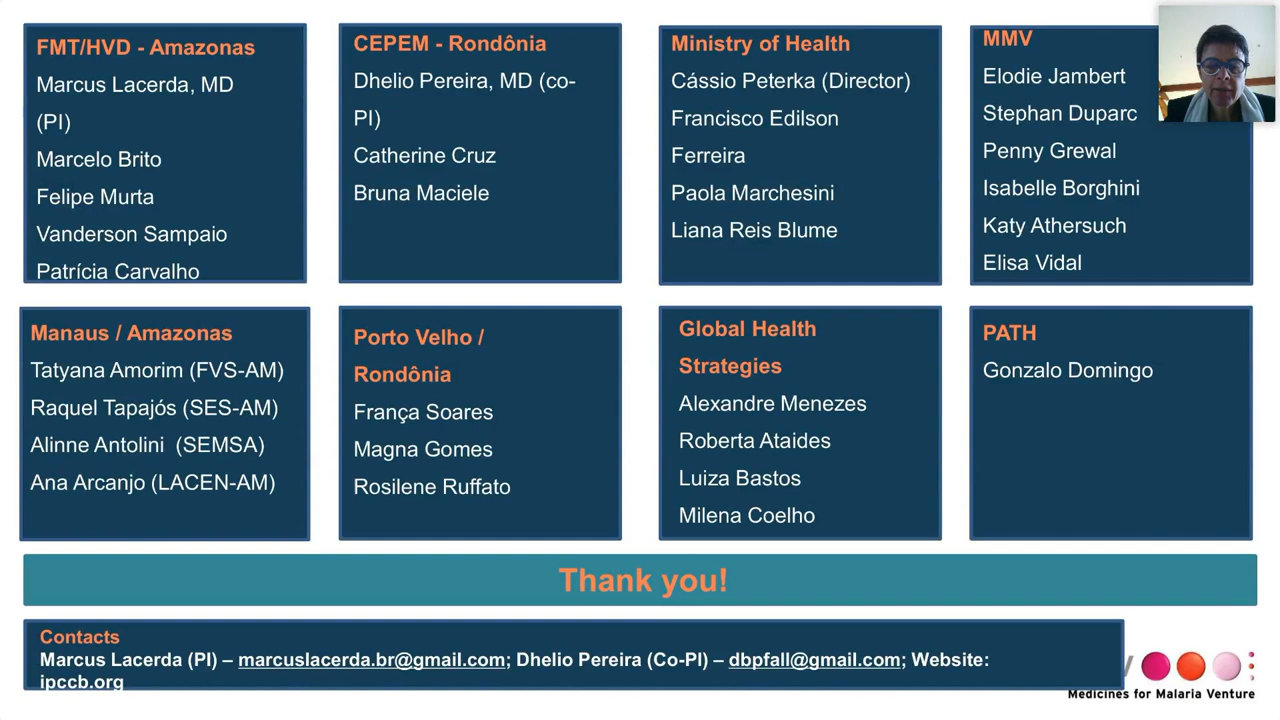 FMT/HVD - Amazonas
Marcus Lacerda, MD
(PI)
Marcelo Brito
Felipe Murta
Vanderson Sampaio
Patrícia Carvalho
CEPEM - Rondônia
Dhelio Pereira, MD (co-
PI)
Catherine Cruz
Bruna Maciele
Ministry of Health
Cássio Peterka (Director)
Francisco Edilson
Ferreira
Paola Marchesini
Liana Reis Blume
MMV
Elodie Jambert
Stephan Duparc
Penny Grewal
Isabelle Borghini
Katy Athersuch
Elisa Vidal
Manaus / Amazonas
Tatyana Amorim (FVS-AM)
Raquel Tapajós (SES-AM)
Alinne Antolini (SEMSA)
Ana Arcanjo (LACEN-AM)
Porto Velho /
Rondônia
França Soares
Magna Gomes
Rosilene Ruffato
Global Health
Strategies
Alexandre Menezes
Roberta Ataides
Luiza Bastos
Milena Coelho
PATH
Gonzalo Domingo
Thank you!
Contacts
Marcus Lacerda (PI) – marcuslacerda.br@gmail.com; Dhelio Pereira (Co-PI) – dbpfall@gmail.com; Website:
ipccb.org
Medicines for Malaria Venture